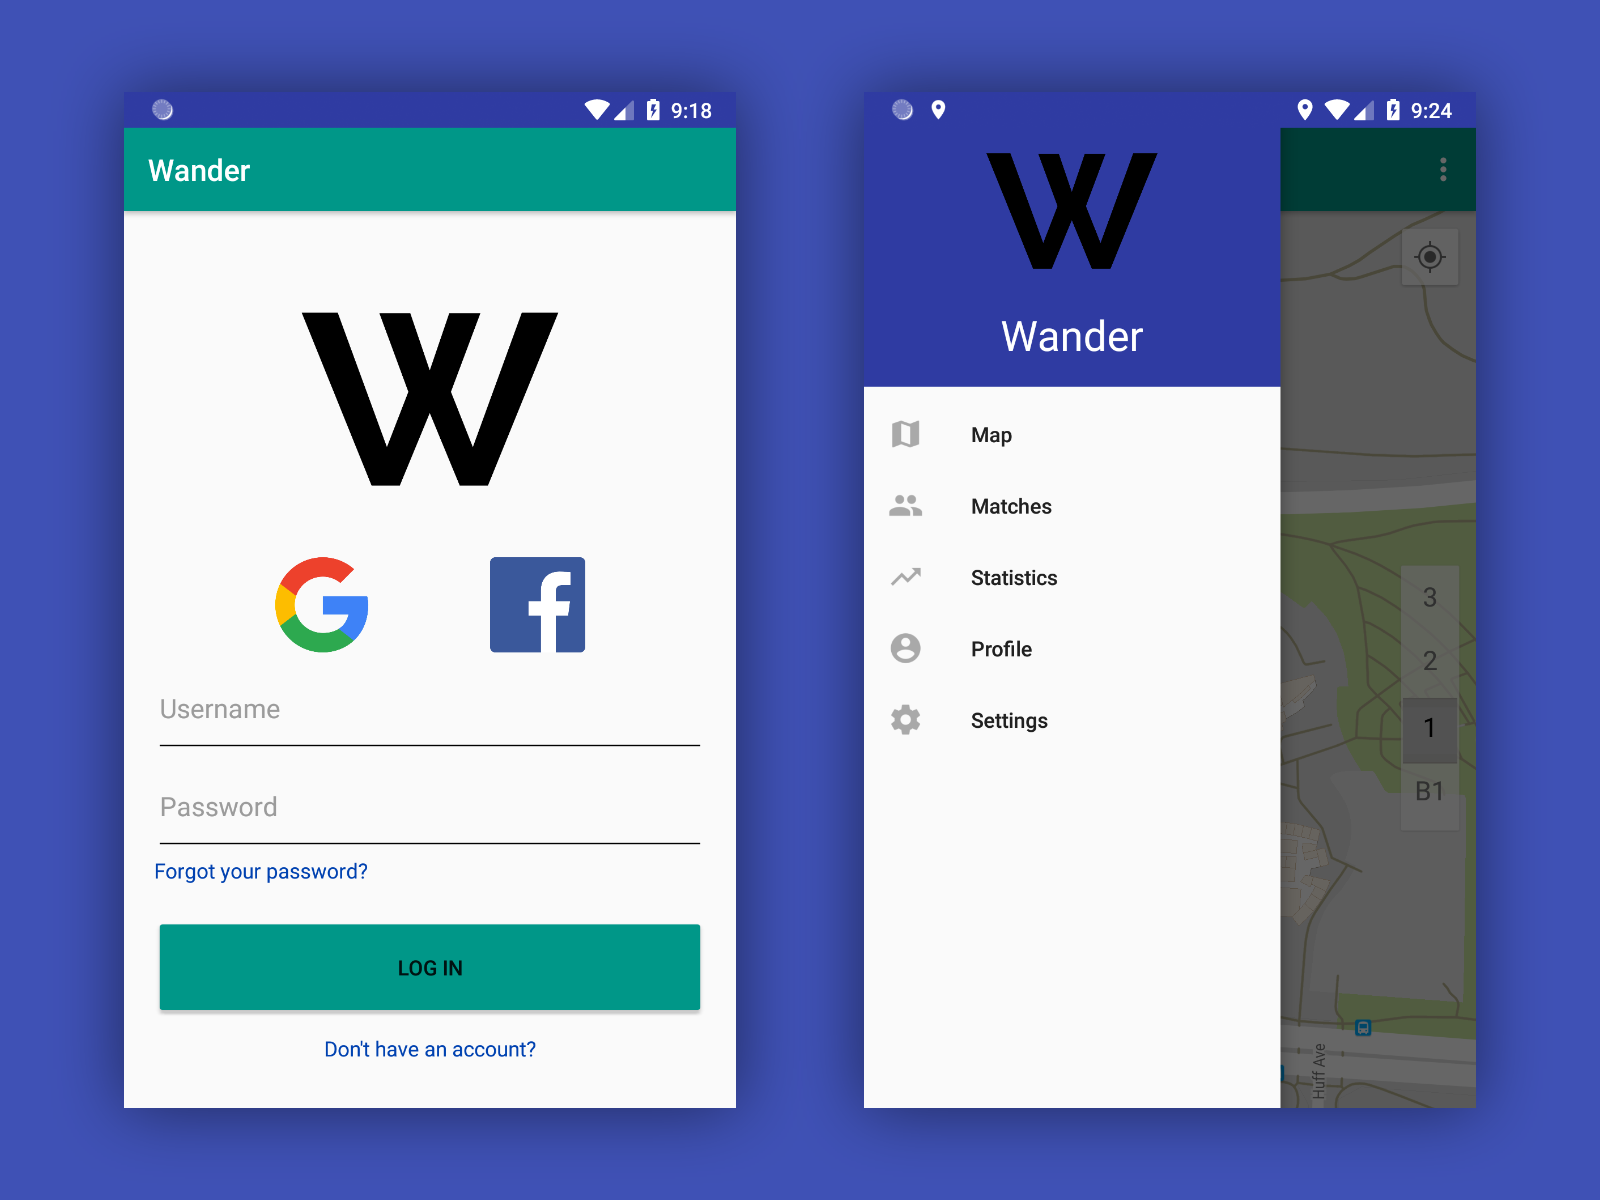 9:18
Wander
W
Username
Password
Forgot your password?
LOG IN
Don't have an account?
9:24
W
Wander
Map
Matches
Statistics
Profile
Settings
3
2
1
B1
Huff Ave